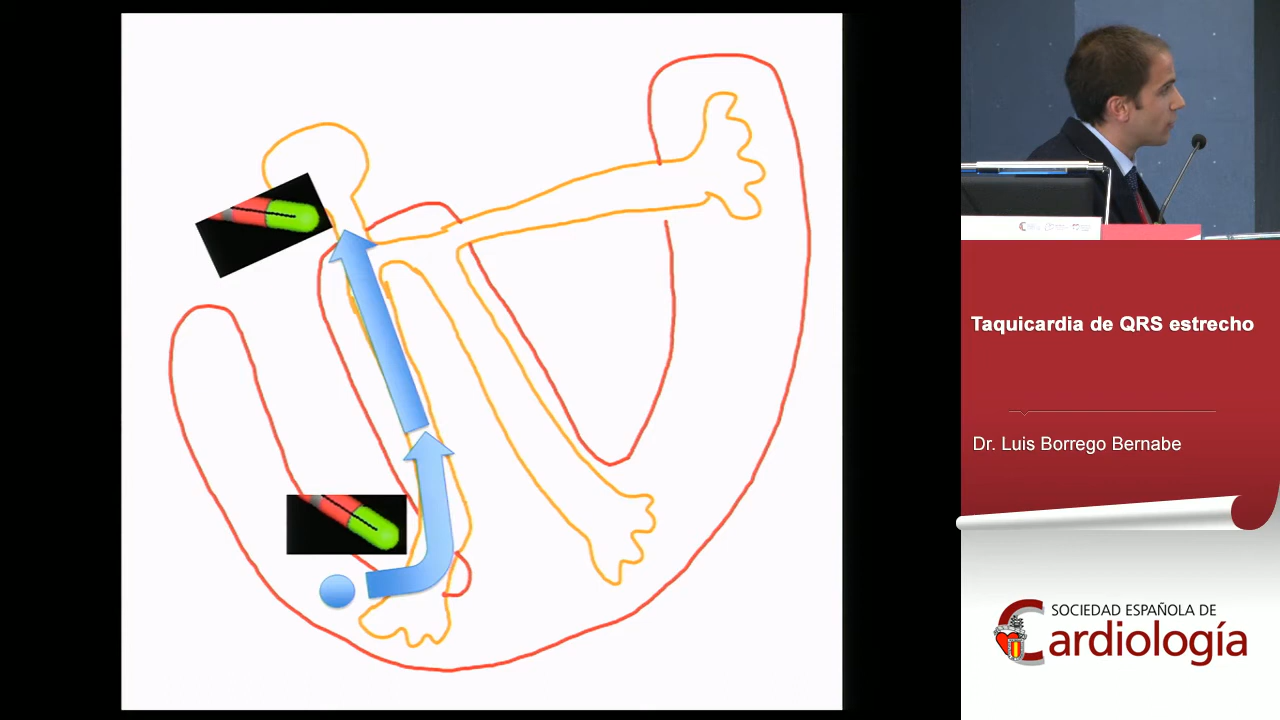 Taquicardia de QRS estrecho
Dr. Luis Borrego Bernabe
SOCIEDAD ESPAÑOLA DE
Cardiología